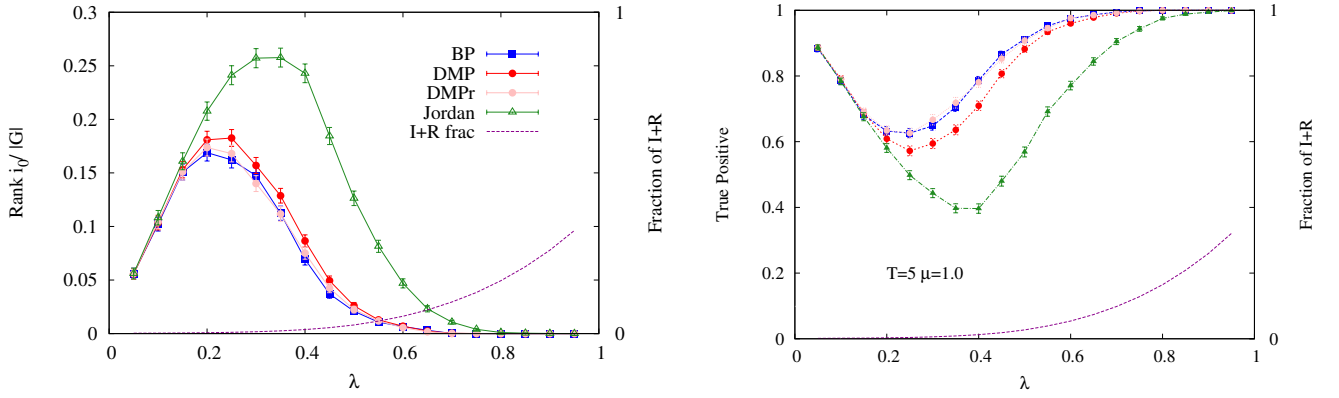 0.25
0.2
0.15
0.1
0.05
0
0
0.2
0.4
0.6
0.8
1
1
0
Rank i0/ |G|
λ
Fraction of I+R
BP
DMP
DMPr
Jordan
I+R frac
1
0.8
0.6
0.4
0.2
0
0
0.2
0.4
0.6
0.8
1
1
0
True Positive
λ
Fraction of I+R
T=5 μ=1.0